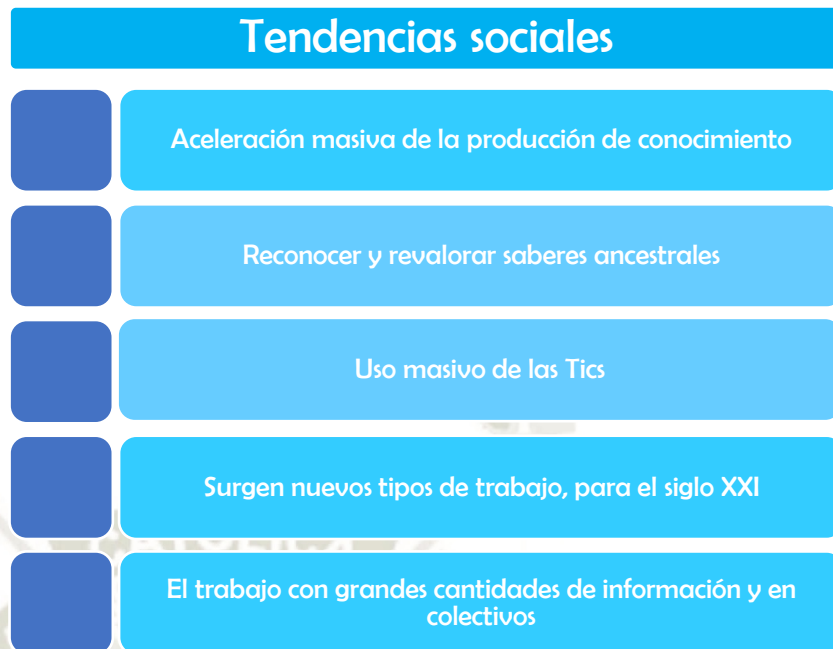 Tendencias sociales
Aceleración masiva de la producción de conocimiento
Reconocer y revalorar saberes ancestrales
Uso masivo de las Tics
Surgen nuevos tipos de trabajo, para el siglo XXI
El trabajo con grandes cantidades de información y en
colectivos